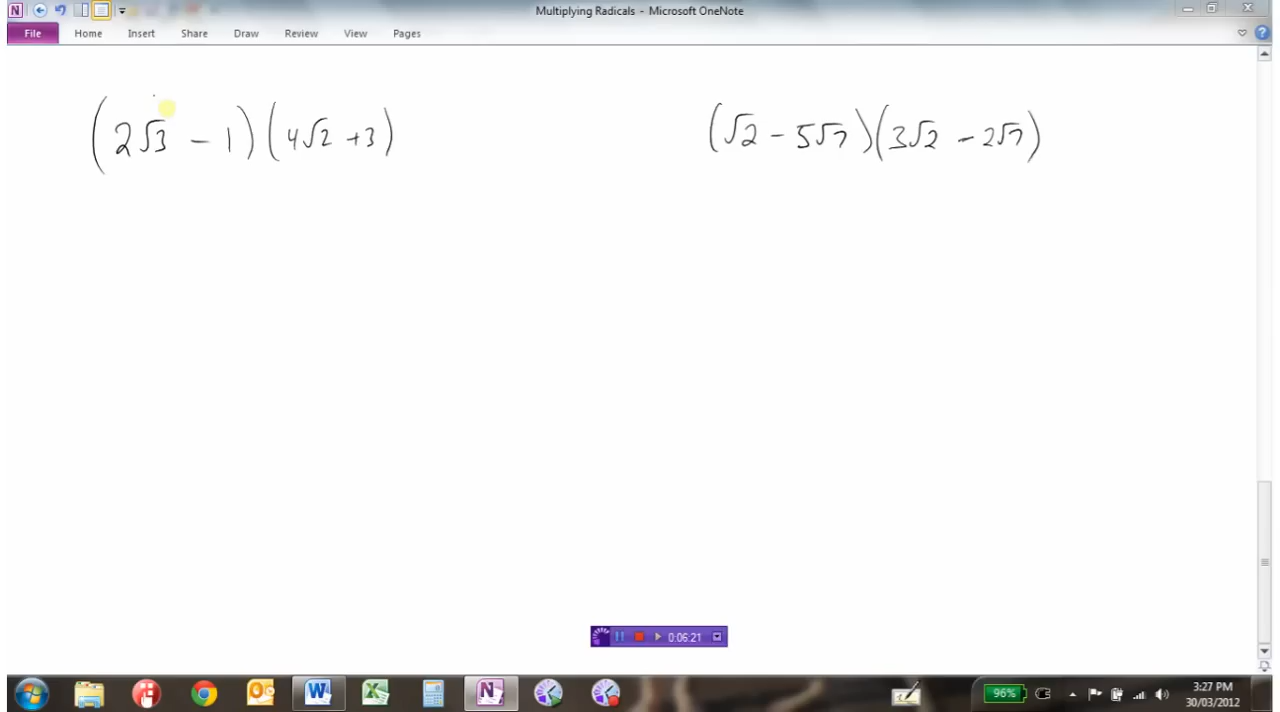 Multiplying Radicals - Microsoft OneNote
File Home Insert Share Draw Review View Pages
(2√3 - 1)(4√2 +3) (√2 - 5√7)(3√2 - 2√7)
0:06:21
96% 3:27 PM
30/03/2012